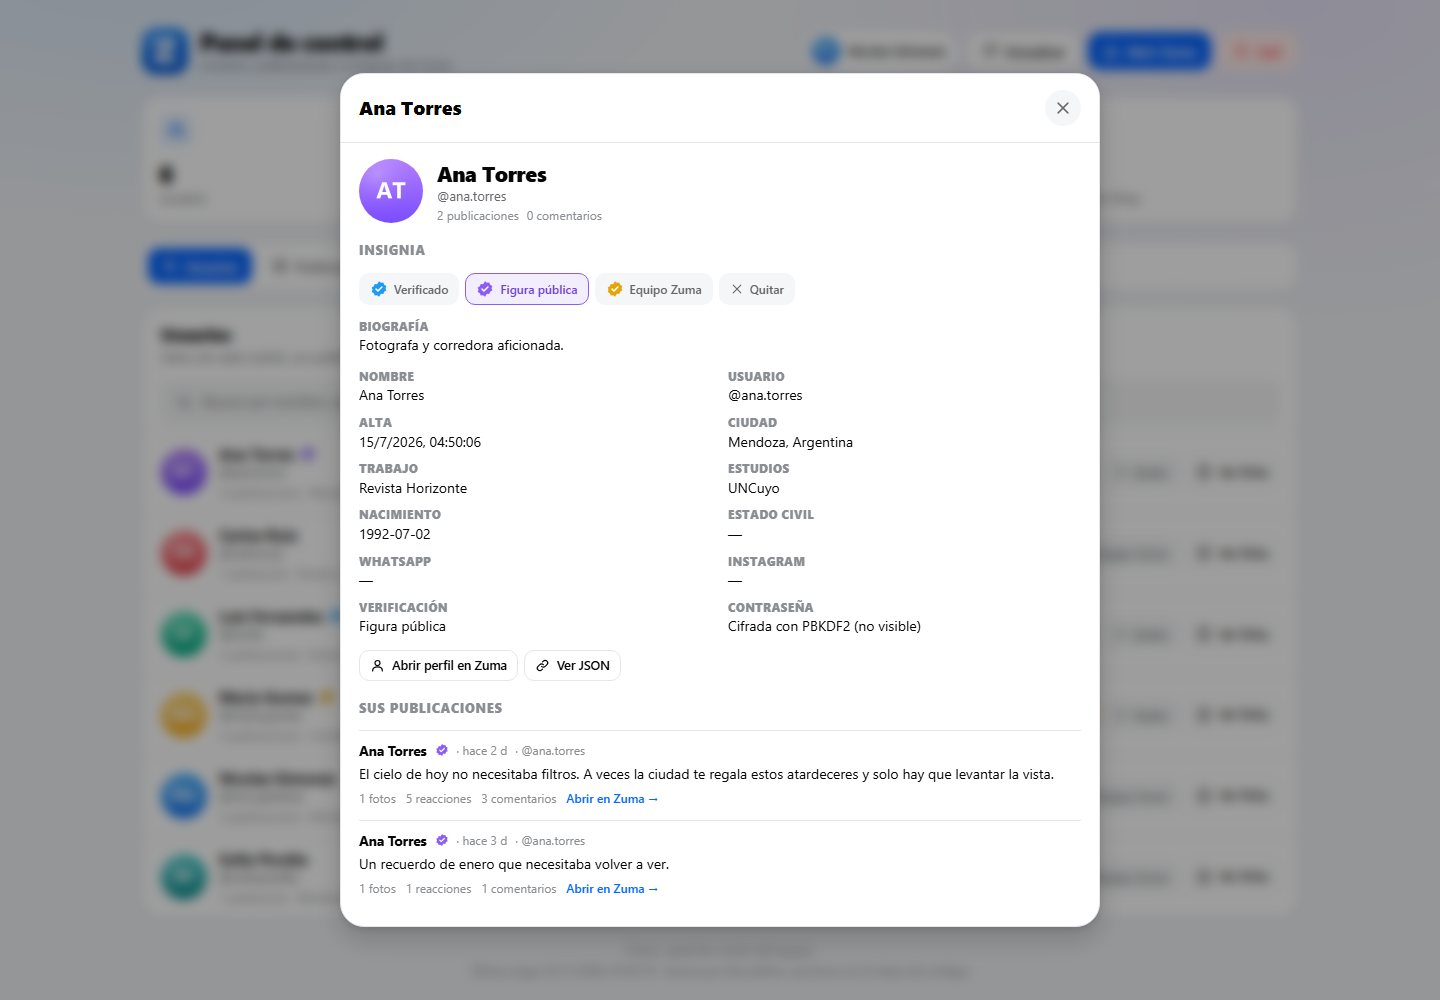 Panel de control
Ana Torres
AT
Ana Torres
@ana.torres
2 publicaciones 0 comentarios
INSIGNIA
Verificado
Figura pública
Equipo Zuma
Quitar
BIOGRAFÍA
Fotografa y corredora aficionada.
NOMBRE
Ana Torres
USUARIO
@ana.torres
ALTA
15/7/2026, 04:50:06
CIUDAD
Mendoza, Argentina
TRABAJO
Revista Horizonte
ESTUDIOS
UNCuyo
NACIMIENTO
1992-07-02
ESTADO CIVIL
—
WHATSAPP
—
INSTAGRAM
—
VERIFICACIÓN
Figura pública
CONTRASEÑA
Cifrada con PBKDF2 (no visible)
Abrir perfil en Zuma
Ver JSON
SUS PUBLICACIONES
Ana Torres · hace 2 d · @ana.torres
El cielo de hoy no necesitaba filtros. A veces la ciudad te regala estos atardeceres y solo hay que levantar la vista.
1 fotos 5 reacciones 3 comentarios Abrir en Zuma →
Ana Torres · hace 3 d · @ana.torres
Un recuerdo de enero que necesitaba volver a ver.
1 fotos 1 reacciones 1 comentarios Abrir en Zuma →